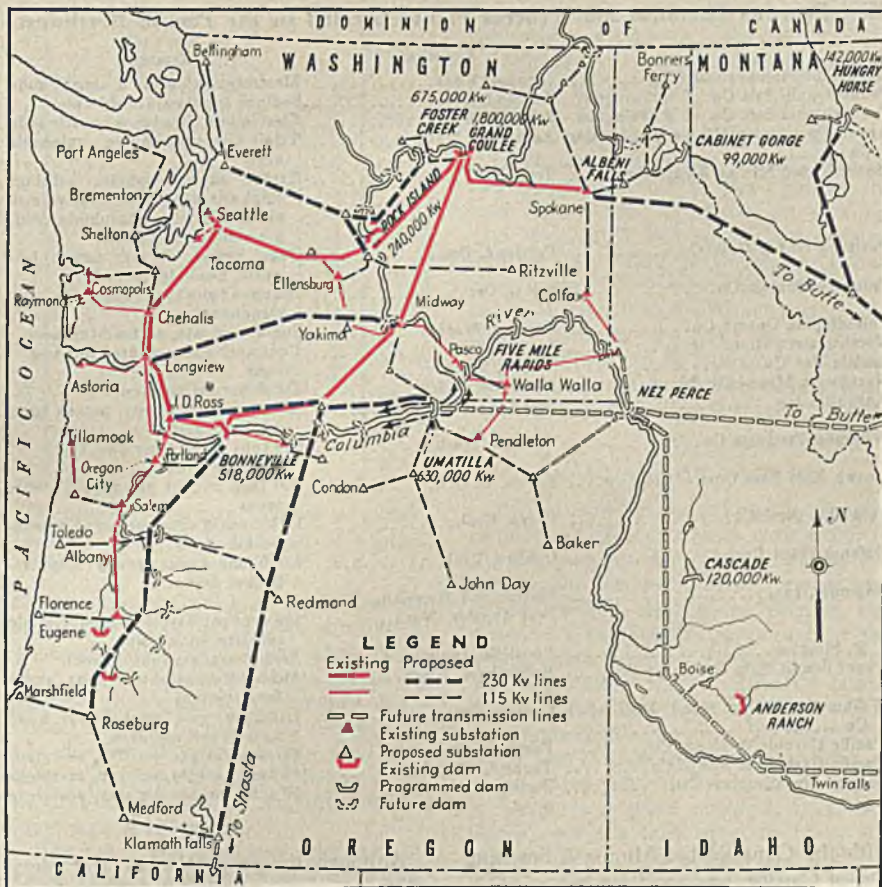 DOMINION OF CANADA
WASHINGTON
MONTANA
Bellingham
Bonners
Ferry
142,000 Kw.
HUNGRY
HORSE
675,000 Kw.
FOSTER
CREEK
1,800,000 Kw
GRAND
COULEE
CABINET GORGE
99,000 Kw.
ALBENI
FALLS
Port Angeles
Everett
Bremerton
Seattle
Shelton
ROCK ISLAND
240,000 Kw.
Spokane
Tacoma
Ellensburg
Ritzville
To Butte
Cosmopolis
Raymond
Chehalis
Midway
Colfax
Yakima
River
PACIFIC OCEAN
Longview
Pasco
FIVE MILE
RAPIDS
Astoria
Walla Walla
J.D. Ross
NEZ PERCE
To Butte
Tillamook
Columbia
Pendleton
Portland
Oregon
City
BONNEVILLE
518,000 Kw.
UMATILLA
630,000 Kw.
Condon
Salem
Toledo
Albany
Baker
N
CASCADE
120,000 Kw.
John Day
Redmond
Florence
Eugene
LEGEND
Existing Proposed
230 Kv lines
115 Kv lines
Future transmission lines
Existing substation
Proposed substation
Existing dam
Programmed dam
Future dam
Boise
ANDERSON
RANCH
Marshfield
Roseburg
Twin Falls
To Shasta
Medford
Klamath Falls
OREGON
IDAHO
CALIFORNIA